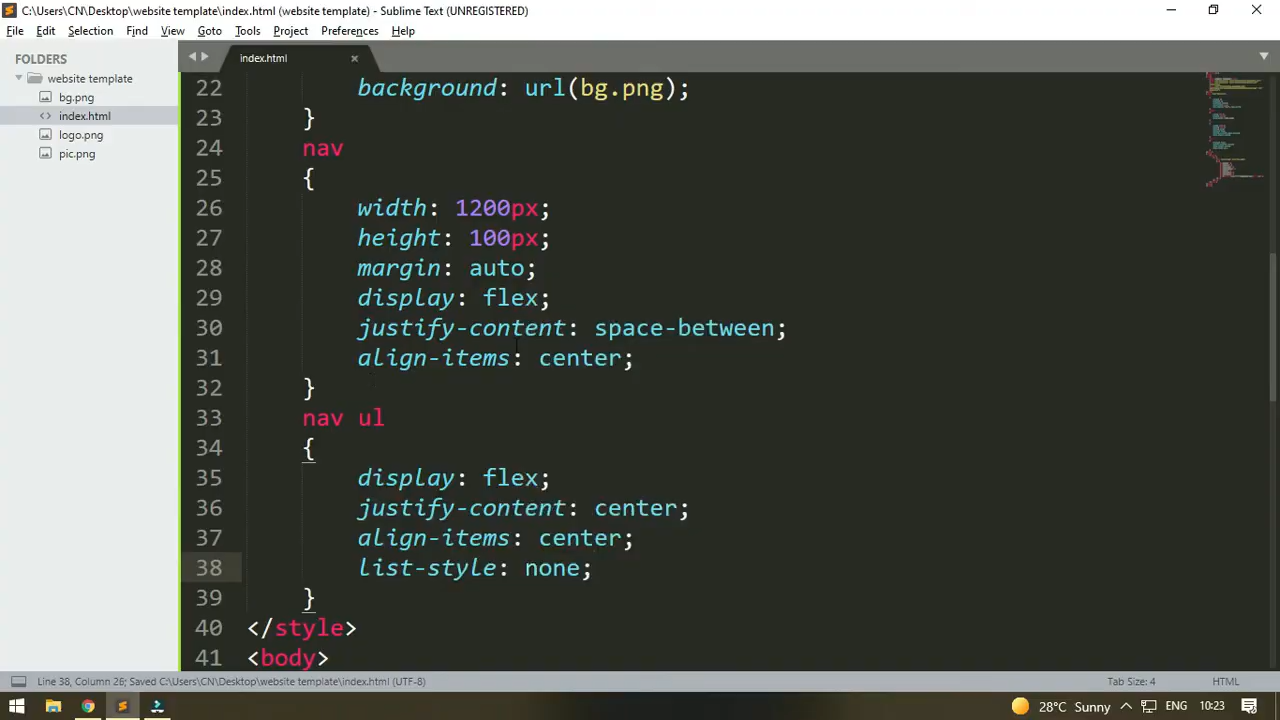 C:\Users\CN\Desktop\website template\index.html (website template) - Sublime Text (UNREGISTERED)
File Edit Selection Find View Goto Tools Project Preferences Help
FOLDERS
website template
bg.png
index.html
logo.png
pic.png
index.html
22 background: url(bg.png);
23 }
24 nav
25 {
26 width: 1200px;
27 height: 100px;
28 margin: auto;
29 display: flex;
30 justify-content: space-between;
31 align-items: center;
32 }
33 nav ul
34 {
35 display: flex;
36 justify-content: center;
37 align-items: center;
38 list-style: none;
39 }
40 </style>
41 <body>
Line 38, Column 26; Saved C:\Users\CN\Desktop\website template\index.html (UTF-8)
Tab Size: 4
HTML
28°C Sunny
ENG
10:23